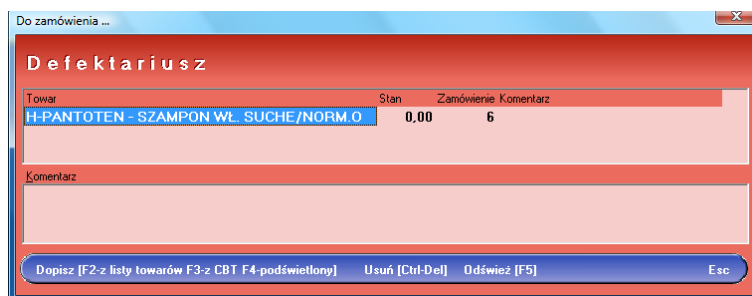 Do zamówienia ...
Defektariusz
Towar Stan Zamówienie Komentarz
H-PANTOTEN - SZAMPON WŁ. SUCHE/NORM.O 0,00 6
Komentarz
Dopisz [F2-z listy towarów F3-z CBT F4-podświetlony] Usuń [Ctrl-Del] Odśwież [F5] Esc